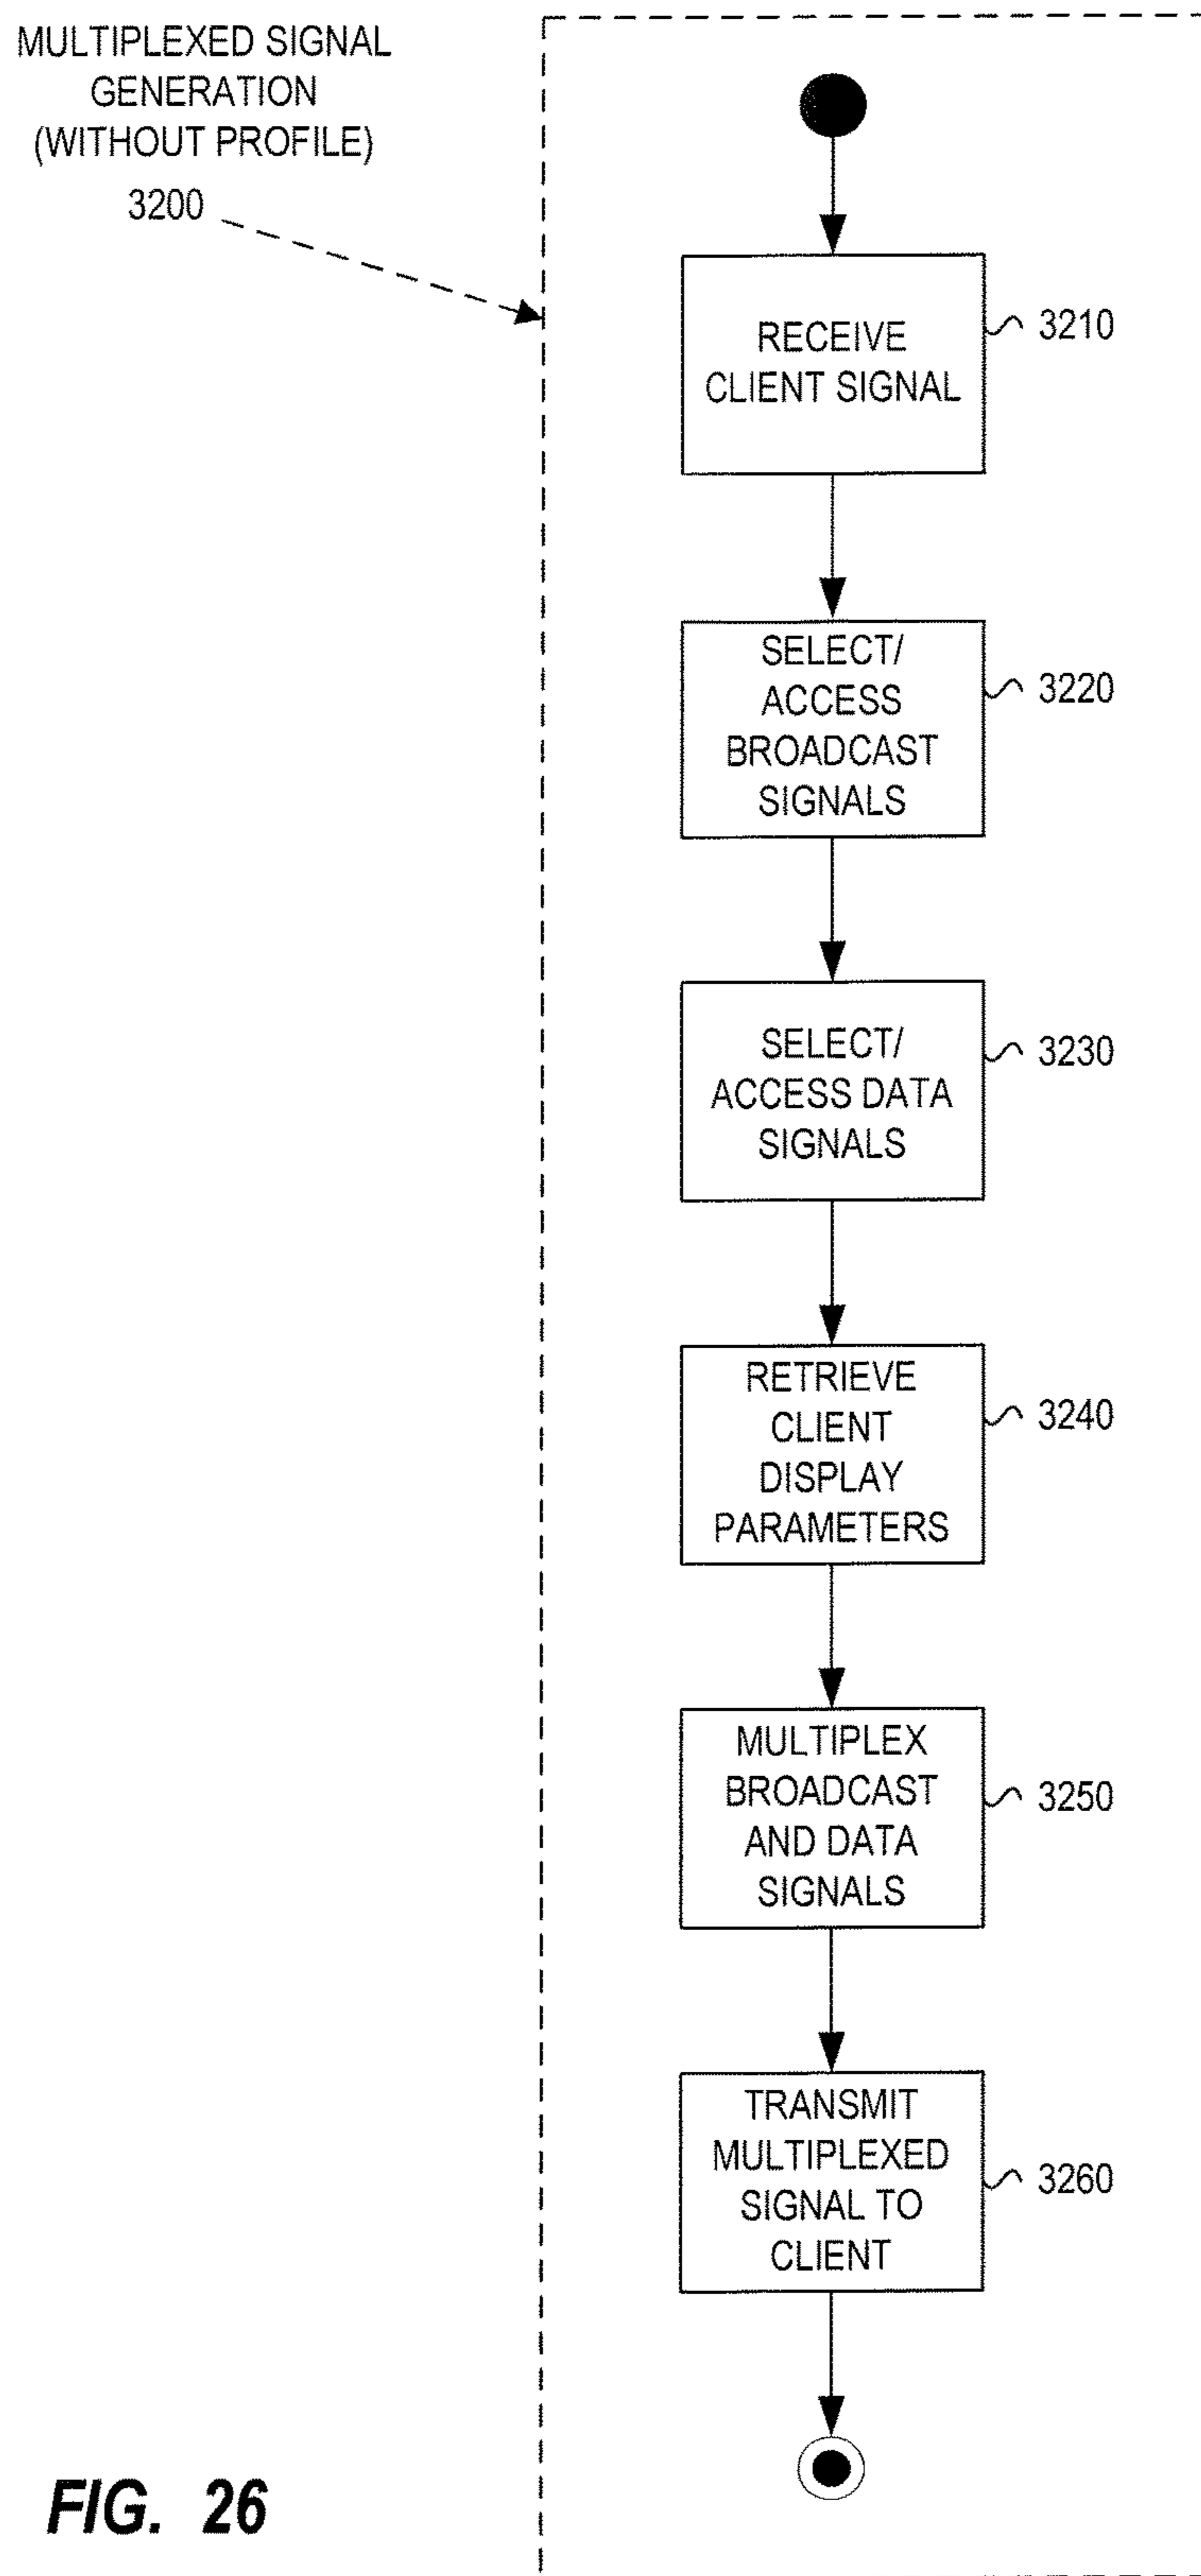 MULTIPLEXED SIGNAL
GENERATION
(WITHOUT PROFILE)
3200
RECEIVE
CLIENT SIGNAL
3210
SELECT/
ACCESS
BROADCAST
SIGNALS
3220
SELECT/
ACCESS DATA
SIGNALS
3230
RETRIEVE
CLIENT
DISPLAY
PARAMETERS
3240
MULTIPLEX
BROADCAST
AND DATA
SIGNALS
3250
TRANSMIT
MULTIPLEXED
SIGNAL TO
CLIENT
3260
FIG. 26